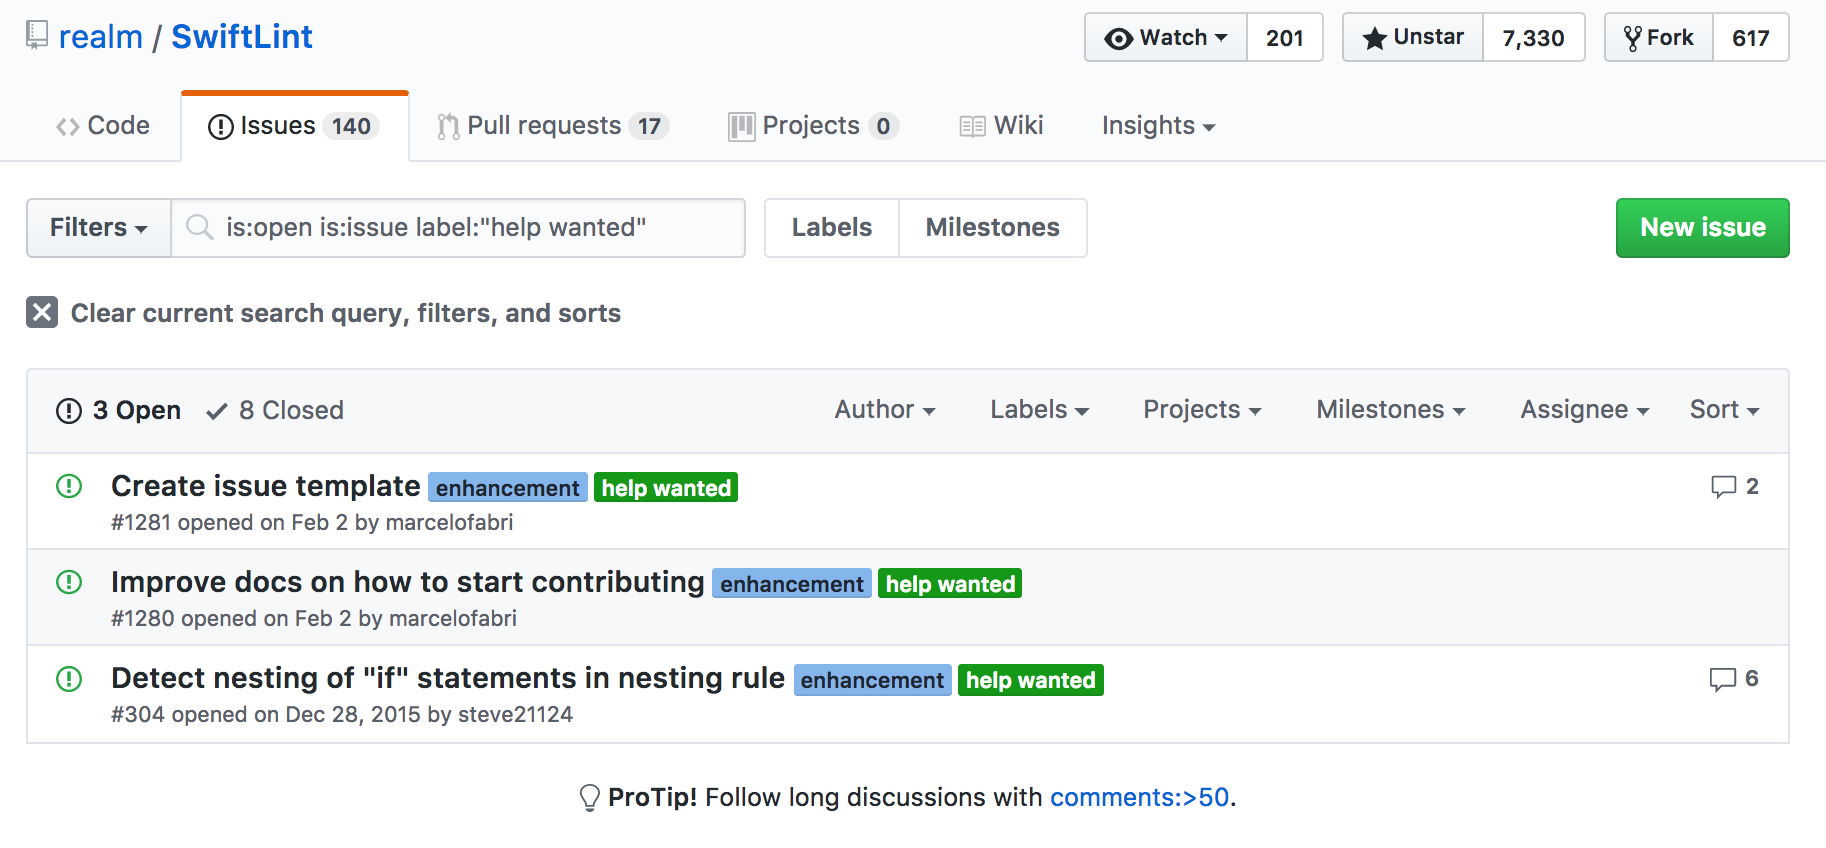 realm / SwiftLint
Watch 201
Unstar 7,330
Fork 617
Code
Issues 140
Pull requests 17
Projects 0
Wiki
Insights
Filters
is:open is:issue label:"help wanted"
Labels
Milestones
New issue
Clear current search query, filters, and sorts
3 Open
8 Closed
Author
Labels
Projects
Milestones
Assignee
Sort
Create issue template enhancement help wanted 2
#1281 opened on Feb 2 by marcelofabri
Improve docs on how to start contributing enhancement help wanted
#1280 opened on Feb 2 by marcelofabri
Detect nesting of "if" statements in nesting rule enhancement help wanted 6
#304 opened on Dec 28, 2015 by steve21124
ProTip! Follow long discussions with comments:>50.